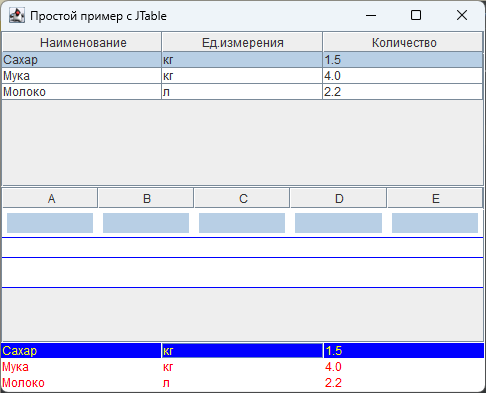 Простой пример с JTable
Наименование Ед.измерения Количество
Сахар кг 1.5
Мука кг 4.0
Молоко л 2.2
A B C D E
Сахар кг 1.5
Мука кг 4.0
Молоко л 2.2